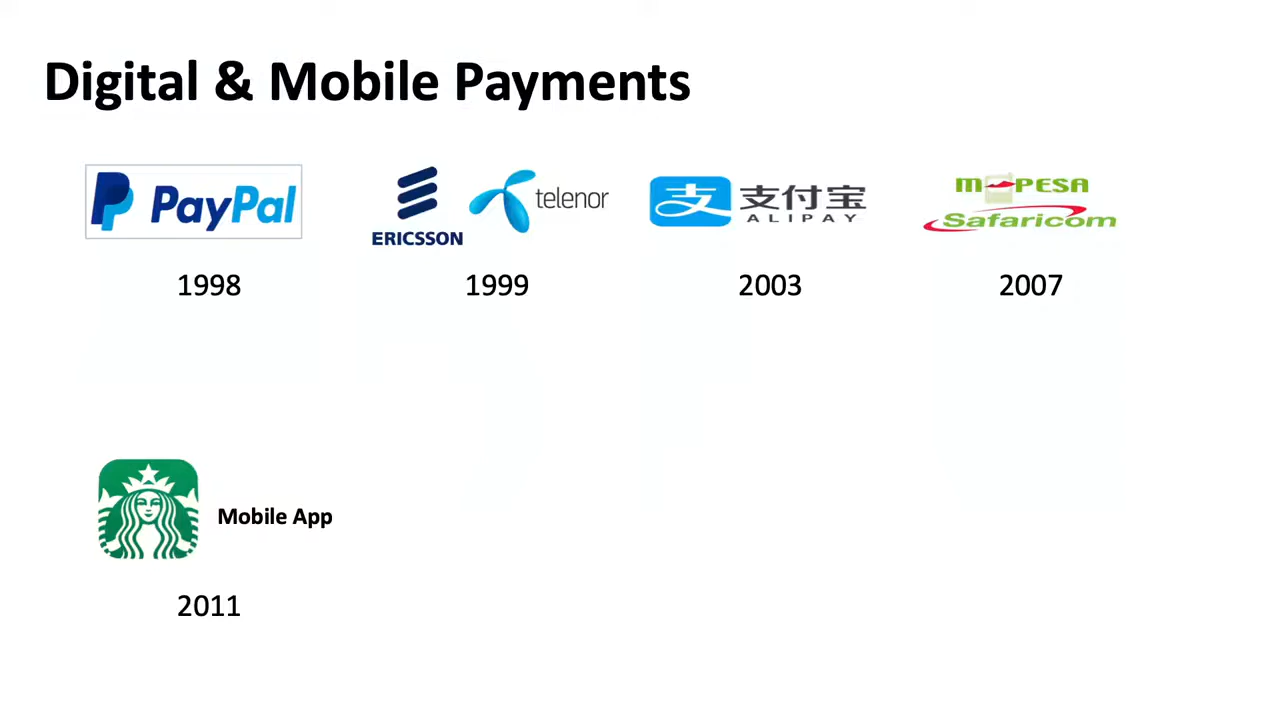 Digital & Mobile Payments
PayPal
ERICSSON
telenor
支
支付宝
ALIPAY
M-PESA
Safaricom
1998
1999
2003
2007
Mobile App
2011